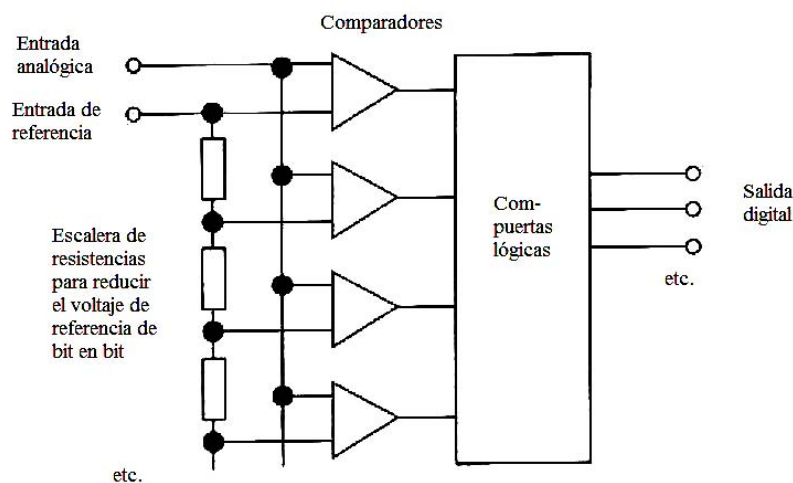 Comparadores
Entrada
analógica
Entrada de
referencia
Escalera de
resistencias
para reducir
el voltaje de
referencia de
bit en bit
etc.
Com-
puertas
lógicas
Salida
digital
etc.